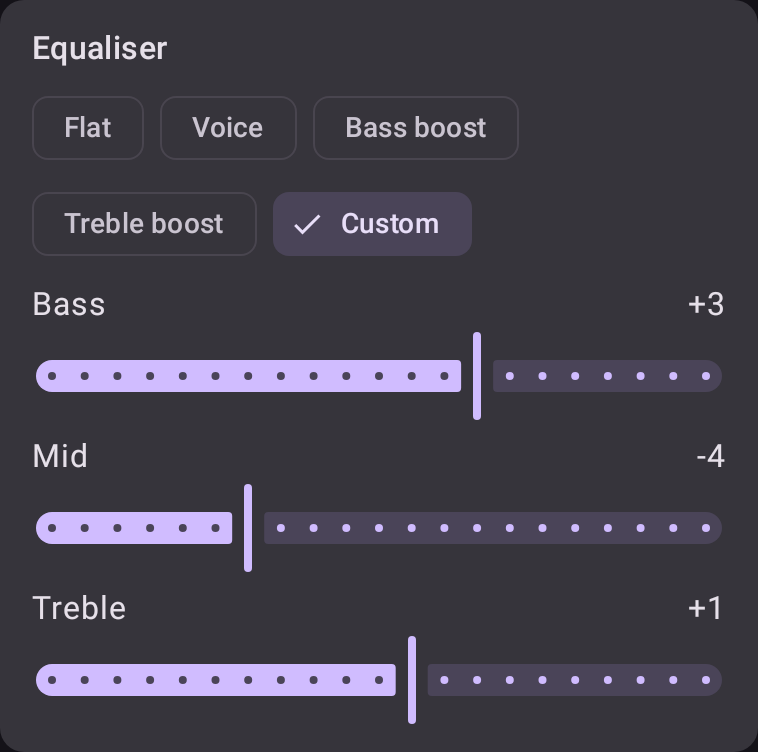 Equaliser
Flat Voice Bass boost
Treble boost Custom
Bass +3
Mid -4
Treble +1